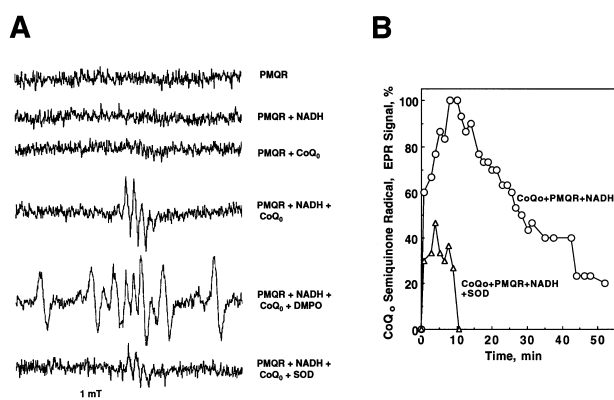 A
PMQR
PMQR + NADH
PMQR + CoQ₀
PMQR + NADH +
CoQ₀
PMQR + NADH +
CoQ₀ + DMPO
PMQR + NADH +
CoQ₀ + SOD
1 mT
B
CoQₒ Semiquinone Radical, EPR Signal, %
100
80
60
40
20
0
CoQo+PMQR+NADH
CoQo+PMQR+NADH
+SOD
0
10
20
30
40
50
Time, min